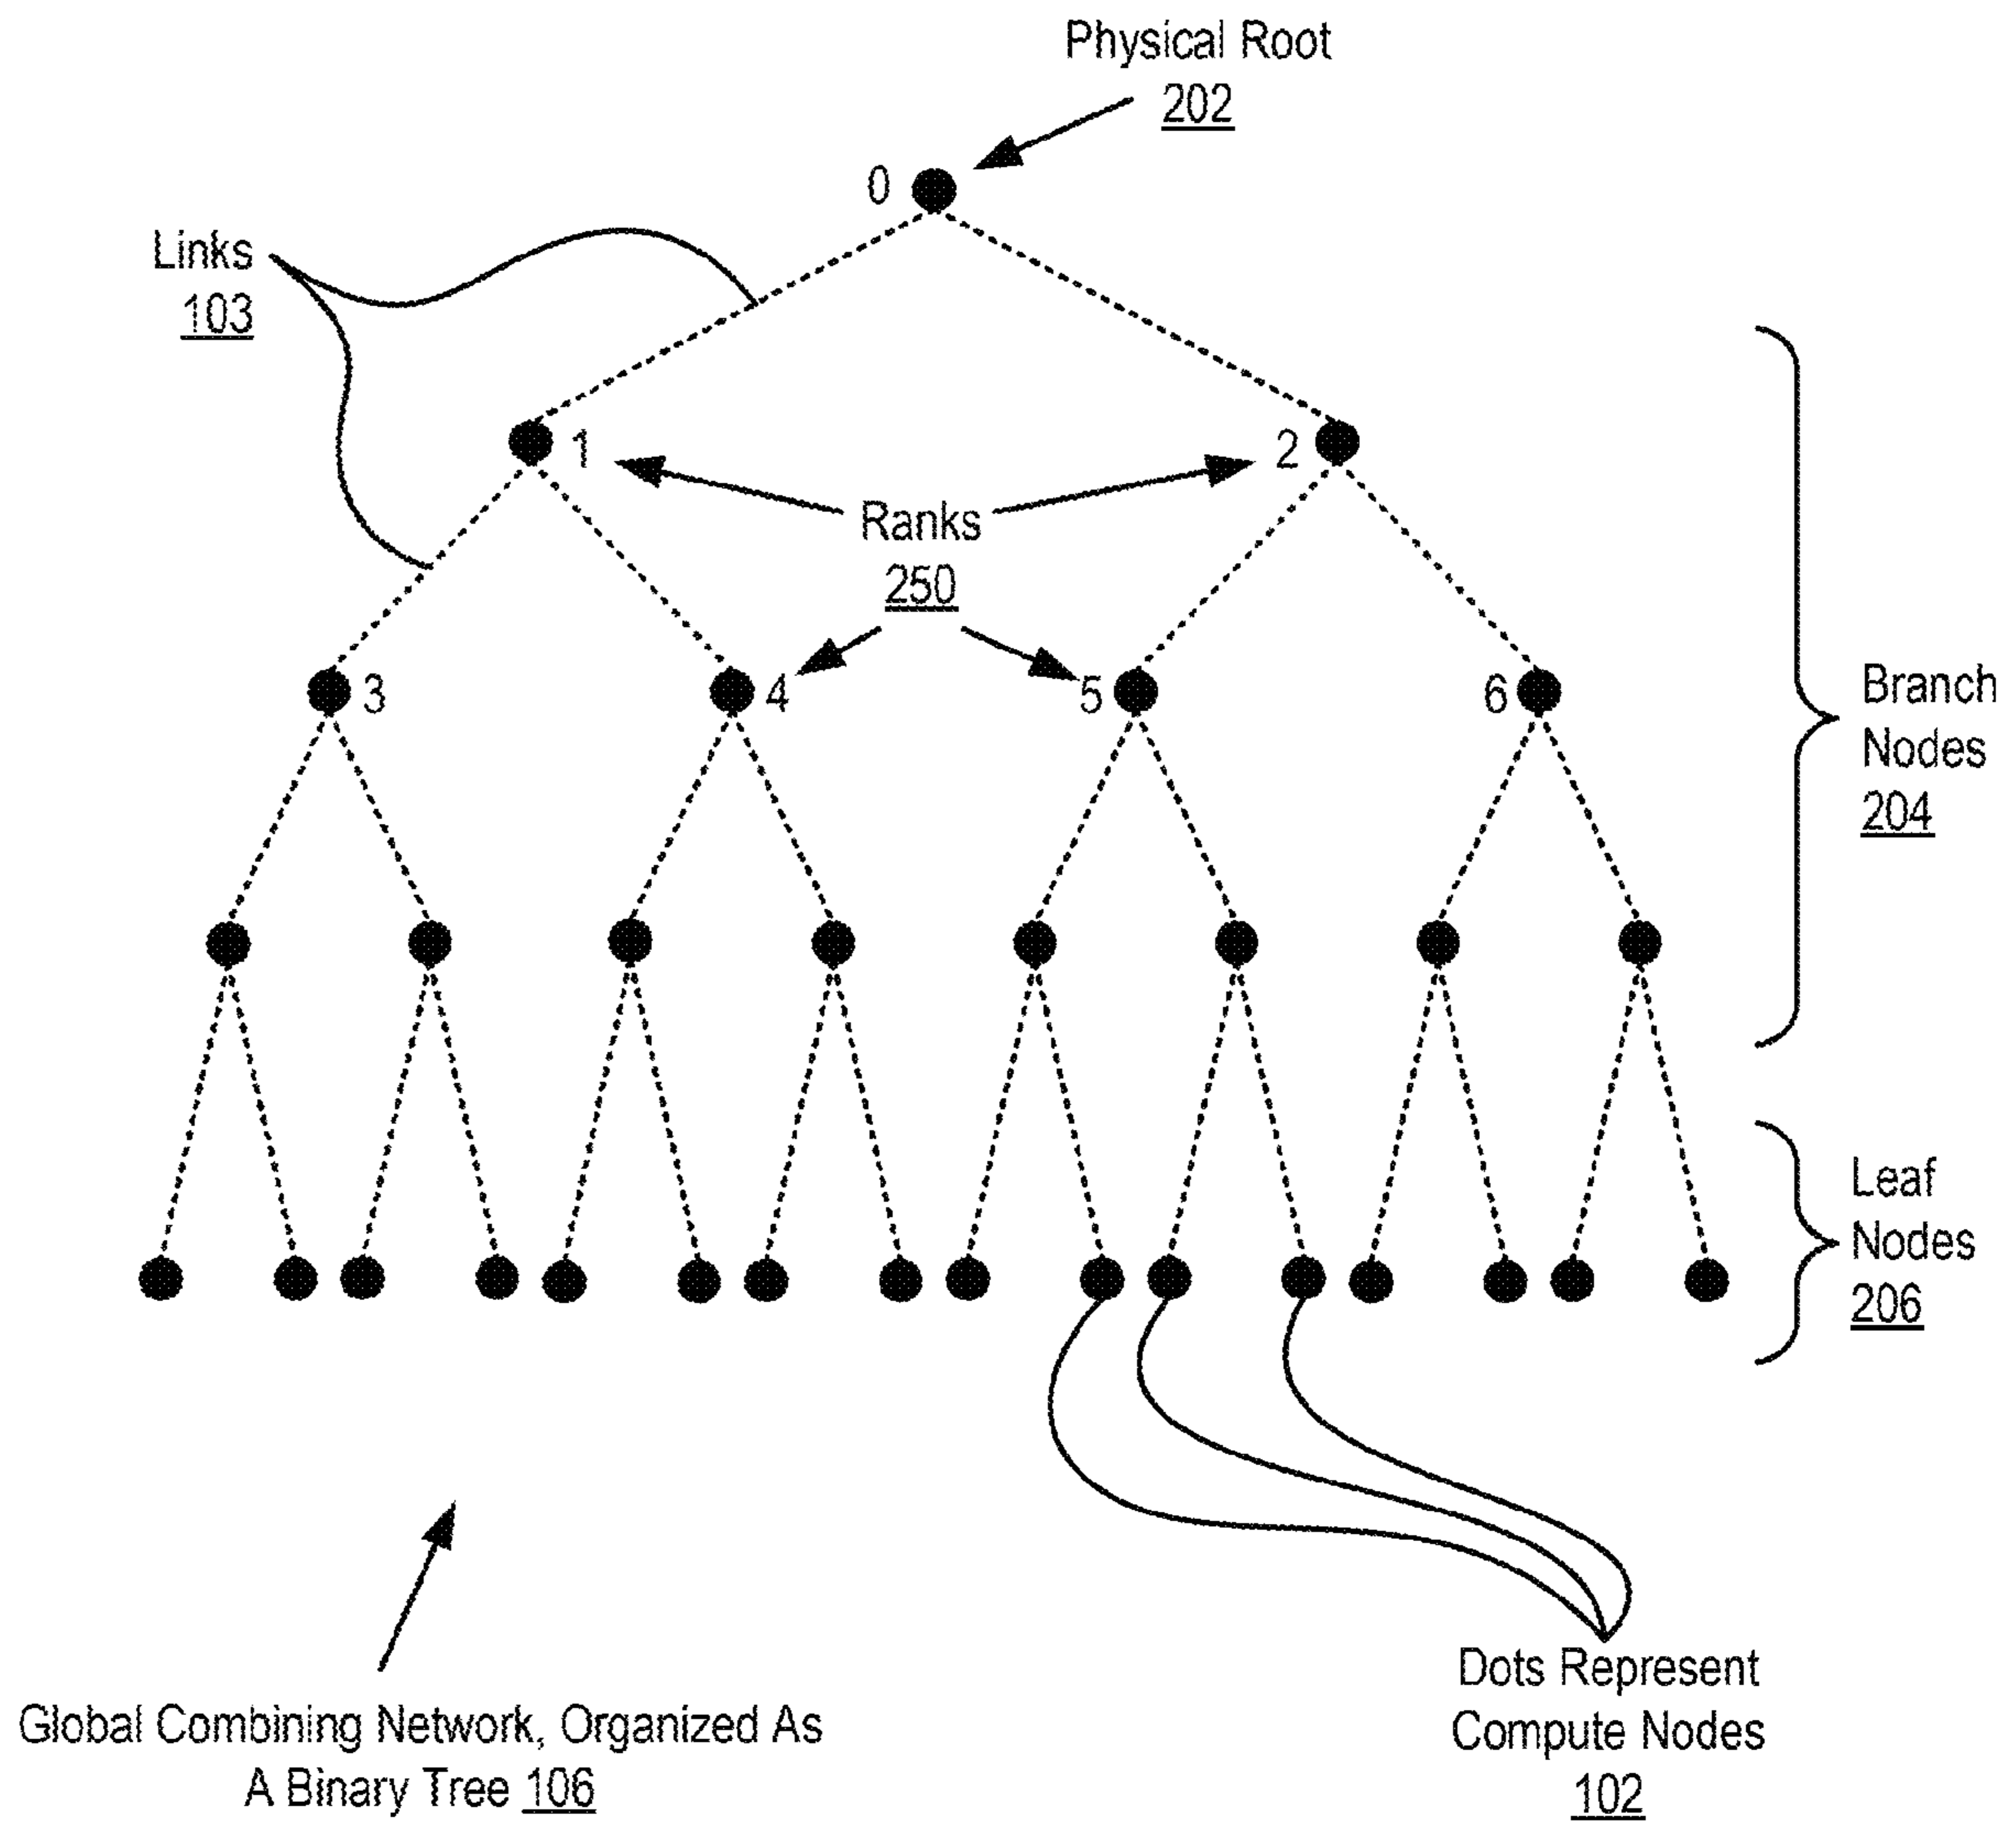 Physical Root
202
0
Links
103
1
2
Ranks
250
3
4
5
6
Branch
Nodes
204
Leaf
Nodes
206
Dots Represent
Compute Nodes
102
Global Combining Network, Organized As
A Binary Tree 106